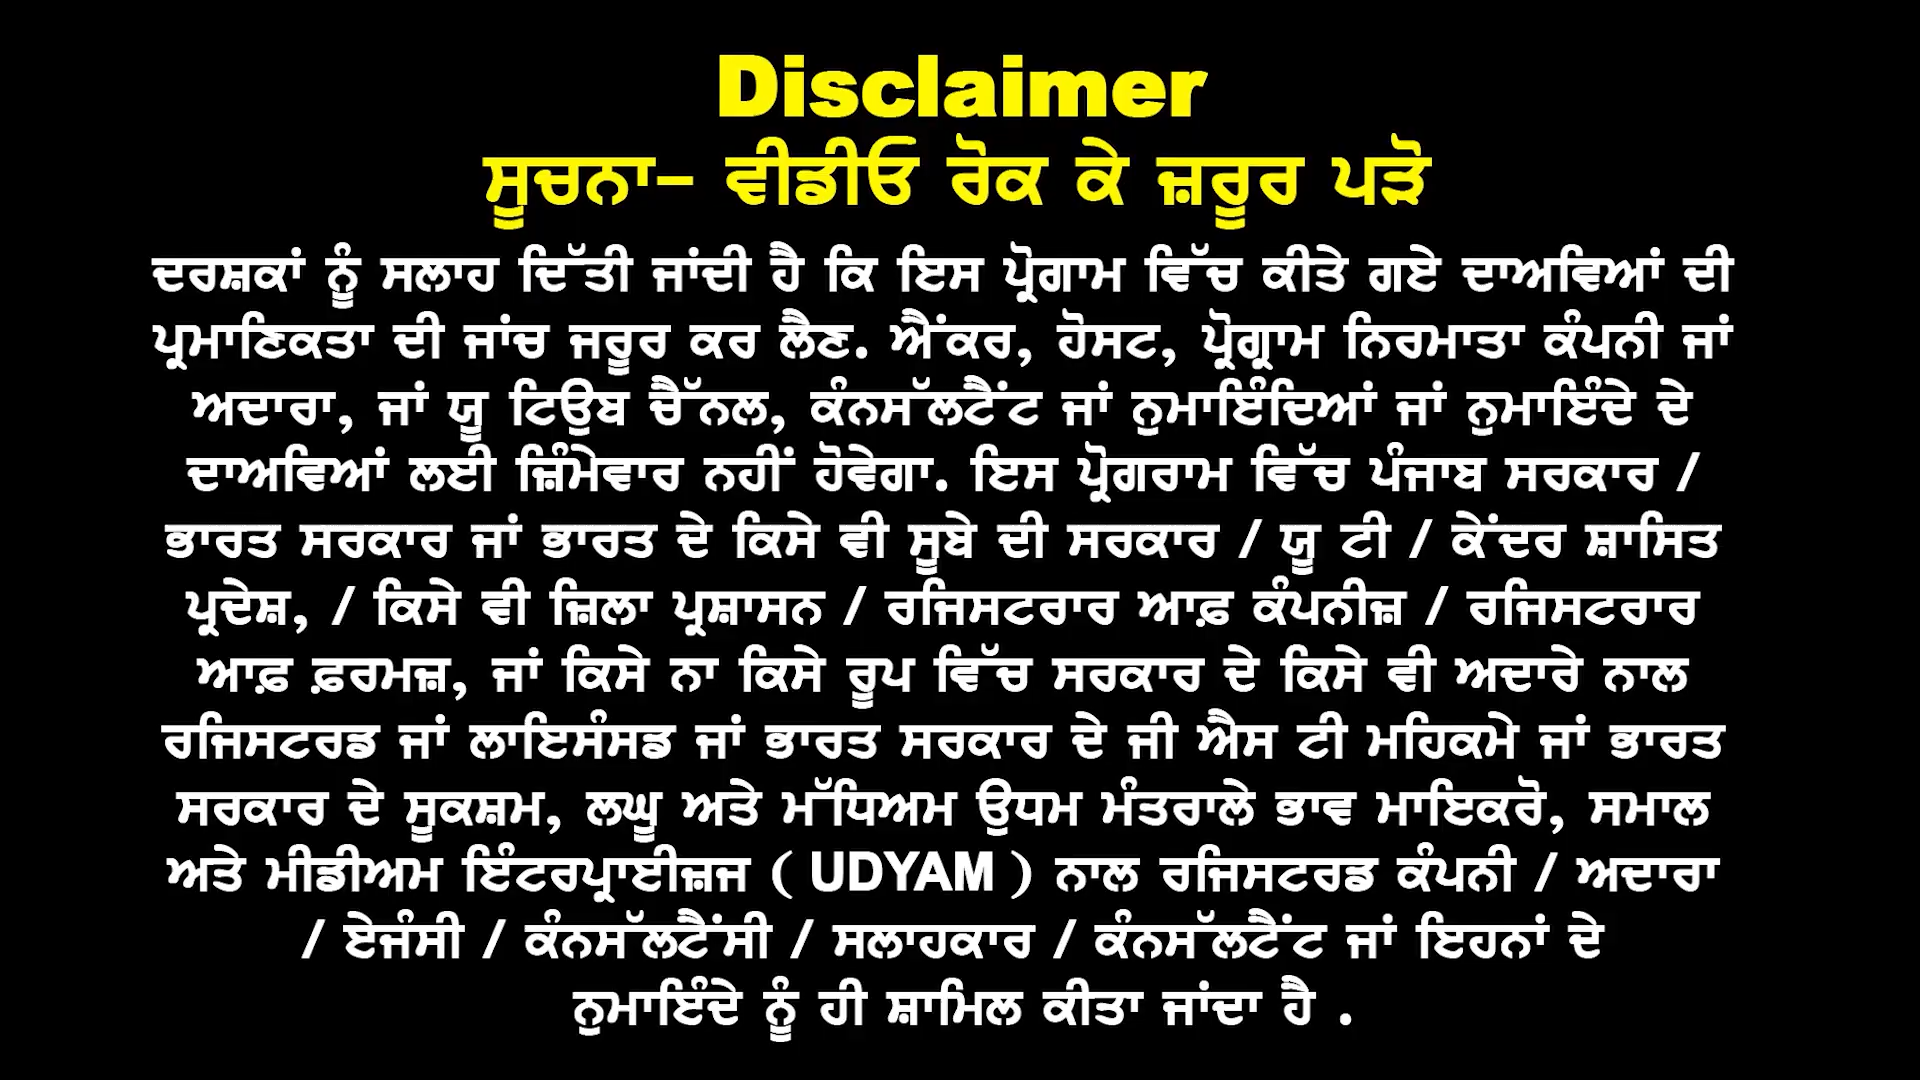 Disclaimer
ਸੂਚਨਾ- ਵੀਡੀਓ ਰੋਕ ਕੇ ਜ਼ਰੂਰ ਪੜੋ
ਦਰਸ਼ਕਾਂ ਨੂੰ ਸਲਾਹ ਦਿੱਤੀ ਜਾਂਦੀ ਹੈ ਕਿ ਇਸ ਪ੍ਰੋਗਾਮ ਵਿੱਚ ਕੀਤੇ ਗਏ ਦਾਅਵਿਆਂ ਦੀ
ਪ੍ਰਮਾਣਿਕਤਾ ਦੀ ਜਾਂਚ ਜਰੂਰ ਕਰ ਲੈਣ. ਐਂਕਰ, ਹੋਸਟ, ਪ੍ਰੋਗ੍ਰਾਮ ਨਿਰਮਾਤਾ ਕੰਪਨੀ ਜਾਂ
ਅਦਾਰਾ, ਜਾਂ ਯੂ ਟਿਊਬ ਚੈੱਨਲ, ਕੰਨਸੱਲਟੈਂਟ ਜਾਂ ਨੁਮਾਇੰਦਿਆਂ ਜਾਂ ਨੁਮਾਇੰਦੇ ਦੇ
ਦਾਅਵਿਆਂ ਲਈ ਜ਼ਿੰਮੇਵਾਰ ਨਹੀਂ ਹੋਵੇਗਾ. ਇਸ ਪ੍ਰੋਗਰਾਮ ਵਿੱਚ ਪੰਜਾਬ ਸਰਕਾਰ /
ਭਾਰਤ ਸਰਕਾਰ ਜਾਂ ਭਾਰਤ ਦੇ ਕਿਸੇ ਵੀ ਸੂਬੇ ਦੀ ਸਰਕਾਰ / ਯੂ ਟੀ / ਕੇਂਦਰ ਸ਼ਾਸਿਤ
ਪ੍ਰਦੇਸ਼, / ਕਿਸੇ ਵੀ ਜ਼ਿਲਾ ਪ੍ਰਸ਼ਾਸਨ / ਰਜਿਸਟਰਾਰ ਆਫ਼ ਕੰਪਨੀਜ਼ / ਰਜਿਸਟਰਾਰ
ਆਫ਼ ਫ਼ਰਮਜ਼, ਜਾਂ ਕਿਸੇ ਨਾ ਕਿਸੇ ਰੂਪ ਵਿੱਚ ਸਰਕਾਰ ਦੇ ਕਿਸੇ ਵੀ ਅਦਾਰੇ ਨਾਲ
ਰਜਿਸਟਰਡ ਜਾਂ ਲਾਇਸੰਸਡ ਜਾਂ ਭਾਰਤ ਸਰਕਾਰ ਦੇ ਜੀ ਐਸ ਟੀ ਮਹਿਕਮੇ ਜਾਂ ਭਾਰਤ
ਸਰਕਾਰ ਦੇ ਸੂਕਸ਼ਮ, ਲਘੂ ਅਤੇ ਮੱਧਿਅਮ ਉਧਮ ਮੰਤਰਾਲੇ ਭਾਵ ਮਾਇਕਰੋ, ਸਮਾਲ
ਅਤੇ ਮੀਡੀਅਮ ਇੰਟਰਪ੍ਰਾਈਜ਼ਜ ( UDYAM ) ਨਾਲ ਰਜਿਸਟਰਡ ਕੰਪਨੀ / ਅਦਾਰਾ
/ ਏਜੰਸੀ / ਕੰਨਸੱਲਟੈਂਸੀ / ਸਲਾਹਕਾਰ / ਕੰਨਸੱਲਟੈਂਟ ਜਾਂ ਇਹਨਾਂ ਦੇ
ਨੁਮਾਇੰਦੇ ਨੂੰ ਹੀ ਸ਼ਾਮਿਲ ਕੀਤਾ ਜਾਂਦਾ ਹੈ .